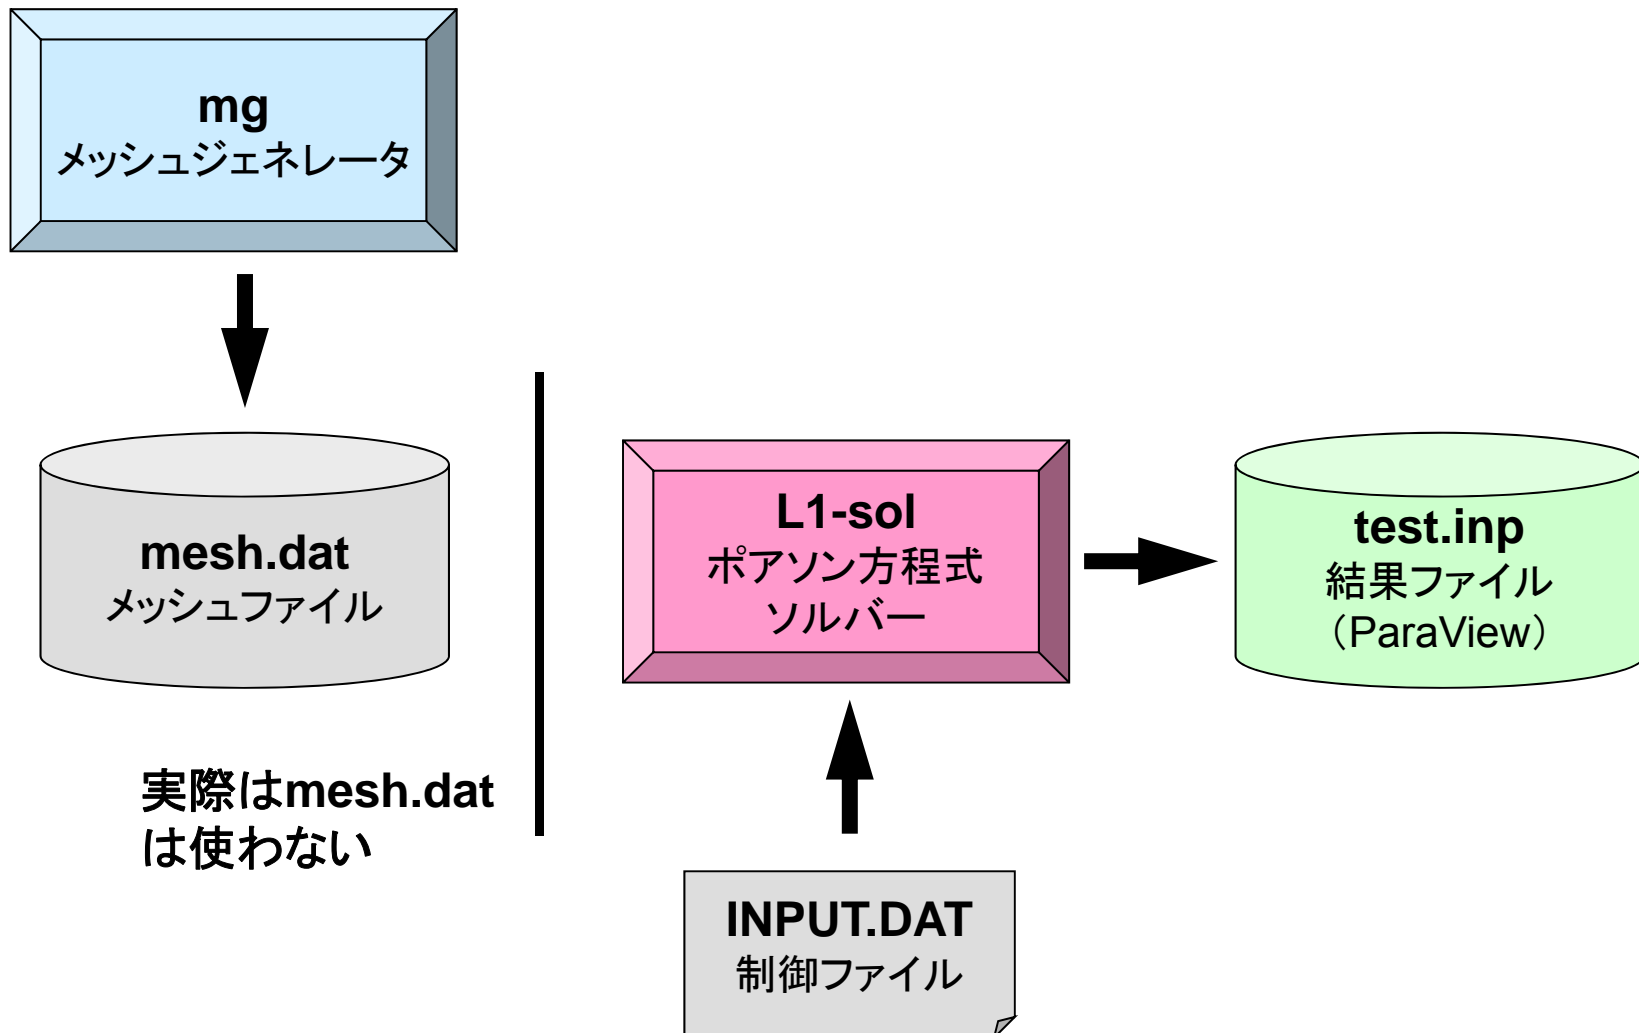 mg
メッシュジェネレータ
mesh.dat
メッシュファイル
実際はmesh.dat
は使わない
L1-sol
ポアソン方程式
ソルバー
test.inp
結果ファイル
（ParaView）
INPUT.DAT
制御ファイル